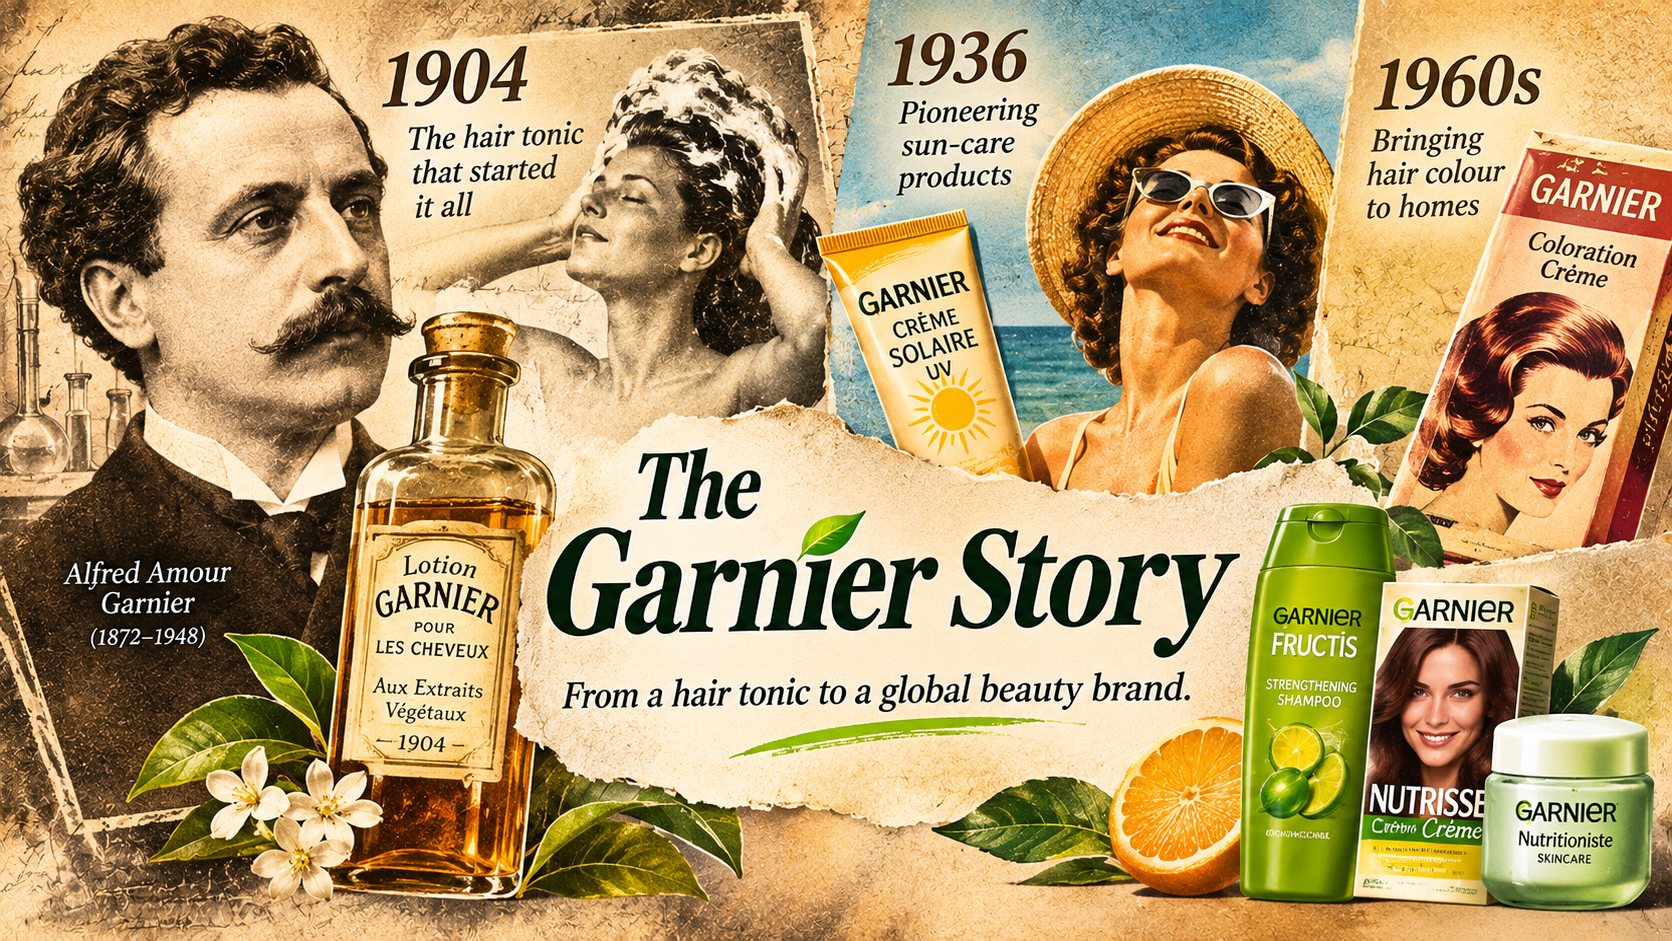 1904
The hair tonic
that started
it all
1936
Pioneering
sun-care
products
1960s
Bringing
hair colour
to homes
GARNIER
CRÈME
SOLAIRE
UV
GARNIER
Coloration
Crème
Alfred Amour
Garnier
(1872–1948)
Lotion
GARNIER
POUR
LES CHEVEUX
Aux Extraits
Végétaux
1904
The
Garnier Story
From a hair tonic to a global beauty brand.
GARNIER
FRUCTIS
STRENGTHENING
SHAMPOO
GARNIER
NUTRISSE
Crème
GARNIER
Nutritioniste
SKINCARE